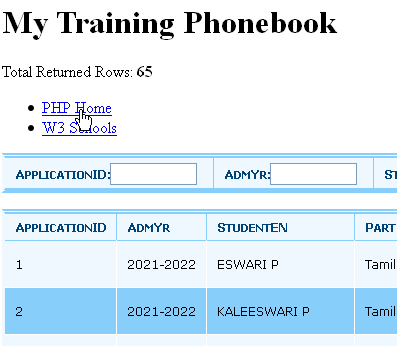 My Training Phonebook
Total Returned Rows: 65
PHP Home
W3 Schools
APPLICATIONID: ADMYR: ST
APPLICATIONID ADMYR STUDENTEN PART
1 2021-2022 ESWARI P Tamil
2 2021-2022 KALEESWARI P Tamil